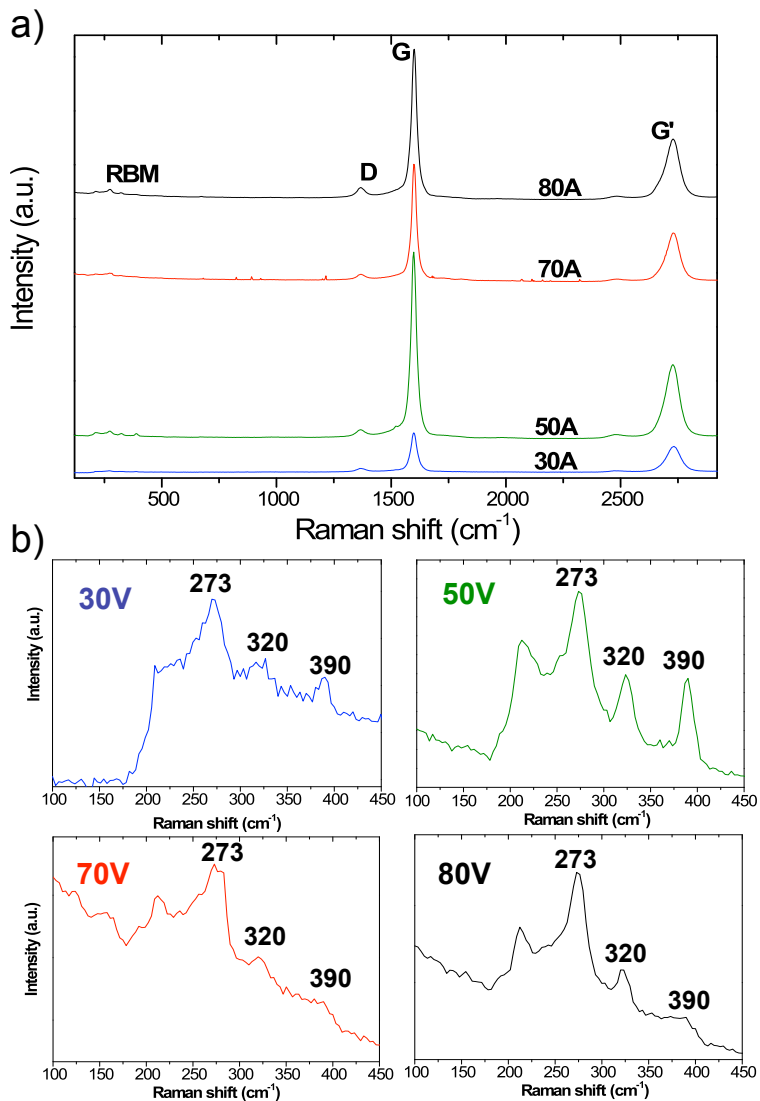 a)
G
G'
RBM
D
80A
70A
50A
30A
Intensity (a.u.)
500 1000 1500 2000 2500
Raman shift (cm⁻¹)
b)
30V
273
320
390
Intensity (a.u.)
100 150 200 250 300 350 400 450
Raman shift (cm⁻¹)
50V
273
320
390
100 150 200 250 300 350 400 450
Raman shift (cm⁻¹)
70V
273
320
390
Intensity (a.u.)
100 150 200 250 300 350 400 450
Raman shift (cm⁻¹)
80V
273
320
390
100 150 200 250 300 350 400 450
Raman shift (cm⁻¹)